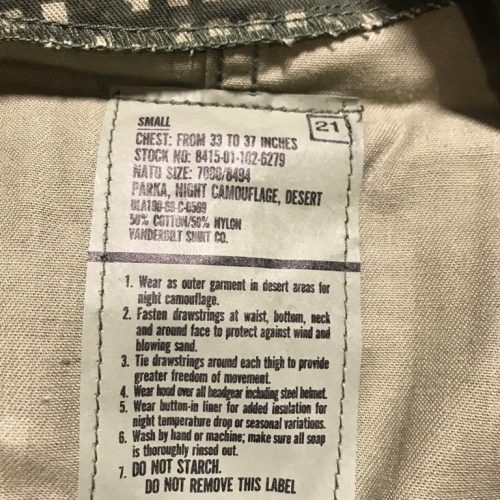 SMALL
21
CHEST: FROM 33 TO 37 INCHES
STOCK NO: 8415-01-102-6279
NATO SIZE: 7080/8494
PARKA, NIGHT CAMOUFLAGE, DESERT
50% COTTON/50% NYLON
VANDERBILT SHIRT CO.
1. Wear as outer garment in desert areas for
night camouflage.
2. Fasten drawstrings at waist, bottom, neck
and around face to protect against wind and
blowing sand.
3. Tie drawstrings around each thigh to provide
greater freedom of movement.
4. Wear hood over all headgear including steel helmet.
5. Wear button-in liner for added insulation for
night temperature drop or seasonal variations.
6. Wash by hand or machine; make sure all soap
is thoroughly rinsed out.
7. DO NOT STARCH.
DO NOT REMOVE THIS LABEL